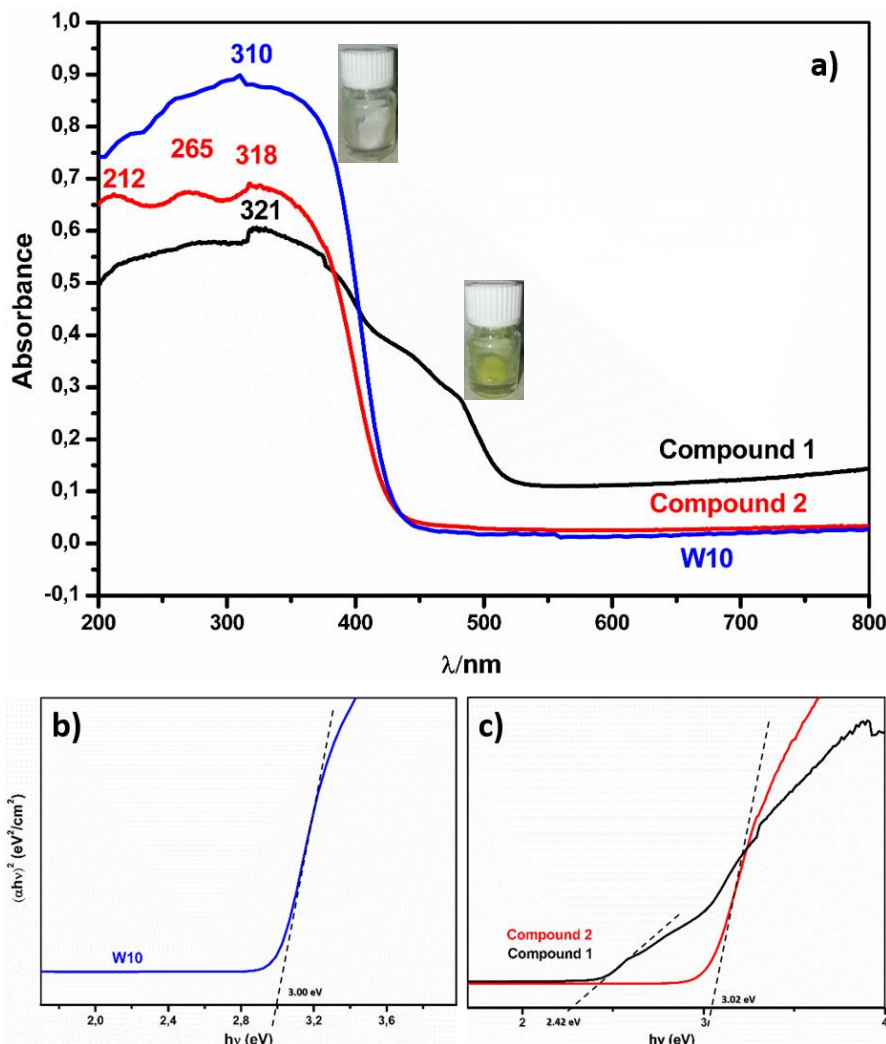 1,0
0,9
0,8
0,7
0,6
0,5
0,4
0,3
0,2
0,1
0,0
-0,1
Absorbance
310
a)
265
318
212
321
Compound 1
Compound 2
W10
200 300 400 500 600 700 800
λ/nm
b)
(αhν)² (eV²/cm²)
W10
3.00 eV
2,0 2,4 2,8 3,2 3,6
hν (eV)
c)
Compound 2
Compound 1
3.02 eV
2.42 eV
2 3 4
hν (eV)